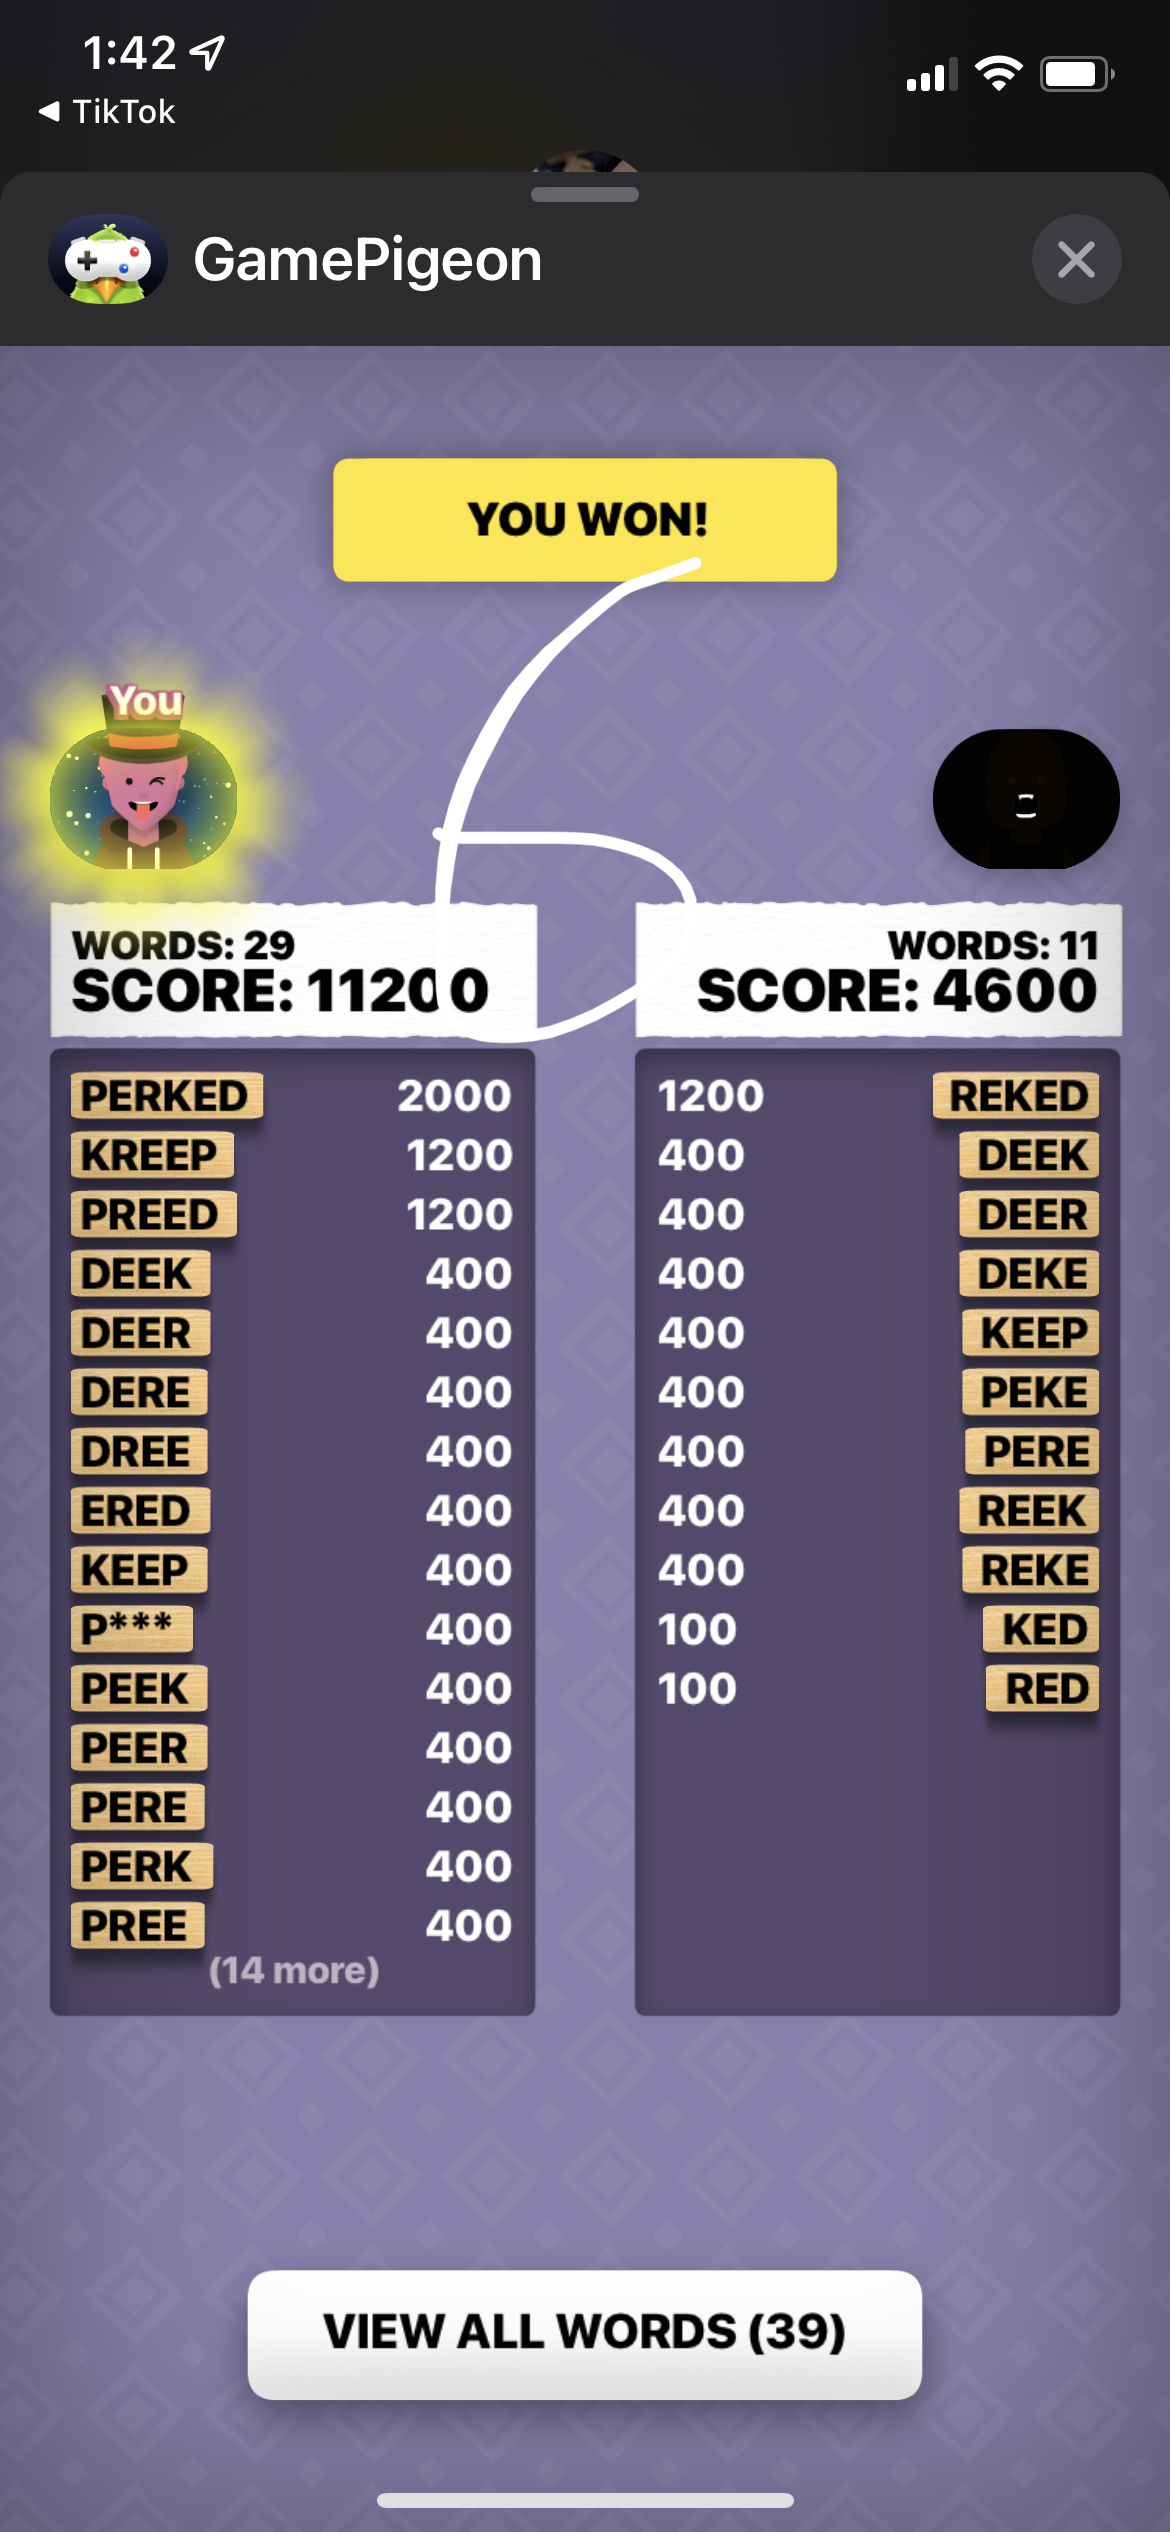 1:42
◀ TikTok
GamePigeon
YOU WON!
6
You
WORDS: 29
SCORE: 11200
WORDS: 11
SCORE: 4600
PERKED 2000
KREEP 1200
PREED 1200
DEEK 400
DEER 400
DERE 400
DREE 400
ERED 400
KEEP 400
P*** 400
PEEK 400
PEER 400
PERE 400
PERK 400
PREE 400
(14 more)
1200 REKED
400 DEEK
400 DEER
400 DEKE
400 KEEP
400 PEKE
400 PERE
400 REEK
400 REKE
100 KED
100 RED
VIEW ALL WORDS (39)